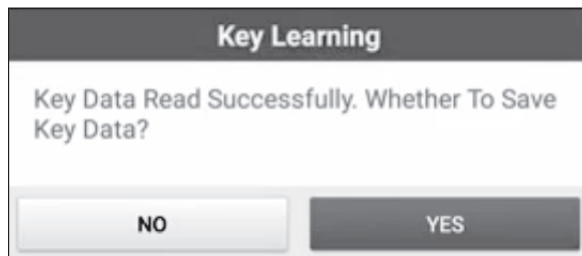 Key Learning
Key Data Read Successfully. Whether To Save
Key Data?
NO
YES